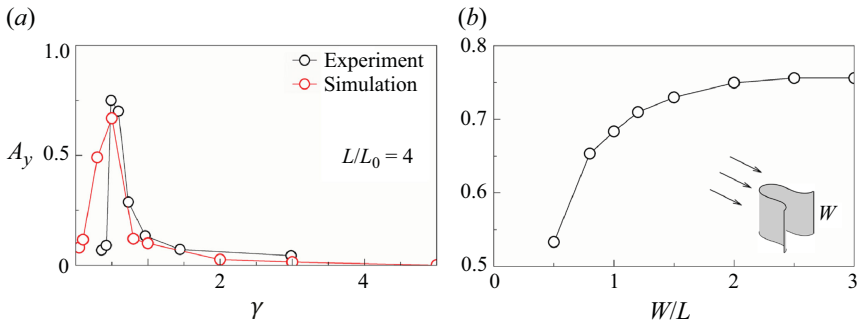 (a)
1.0
Experiment
Simulation
A_y
0.5
L/L_0 = 4
0
2
4
γ
(b)
0.8
0.7
0.6
0.5
W
0
1
2
3
W/L